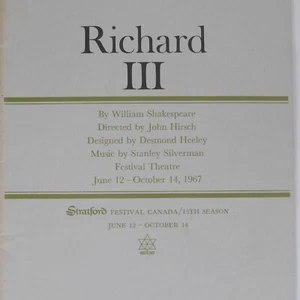 Richard
III
By William Shakespeare
Directed by John Hirsch
Designed by Desmond Heeley
Music by Stanley Silverman
Festival Theatre
June 12 – October 14, 1967
Stratford FESTIVAL CANADA/15TH SEASON
JUNE 12 – OCTOBER 14